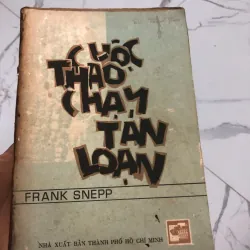 CUỘC
THÁO
CHẠY
TÁN
LOẠN
FRANK SNEPP
NHÀ XUẤT BẢN THÀNH PHỐ HỒ CHÍ MINH